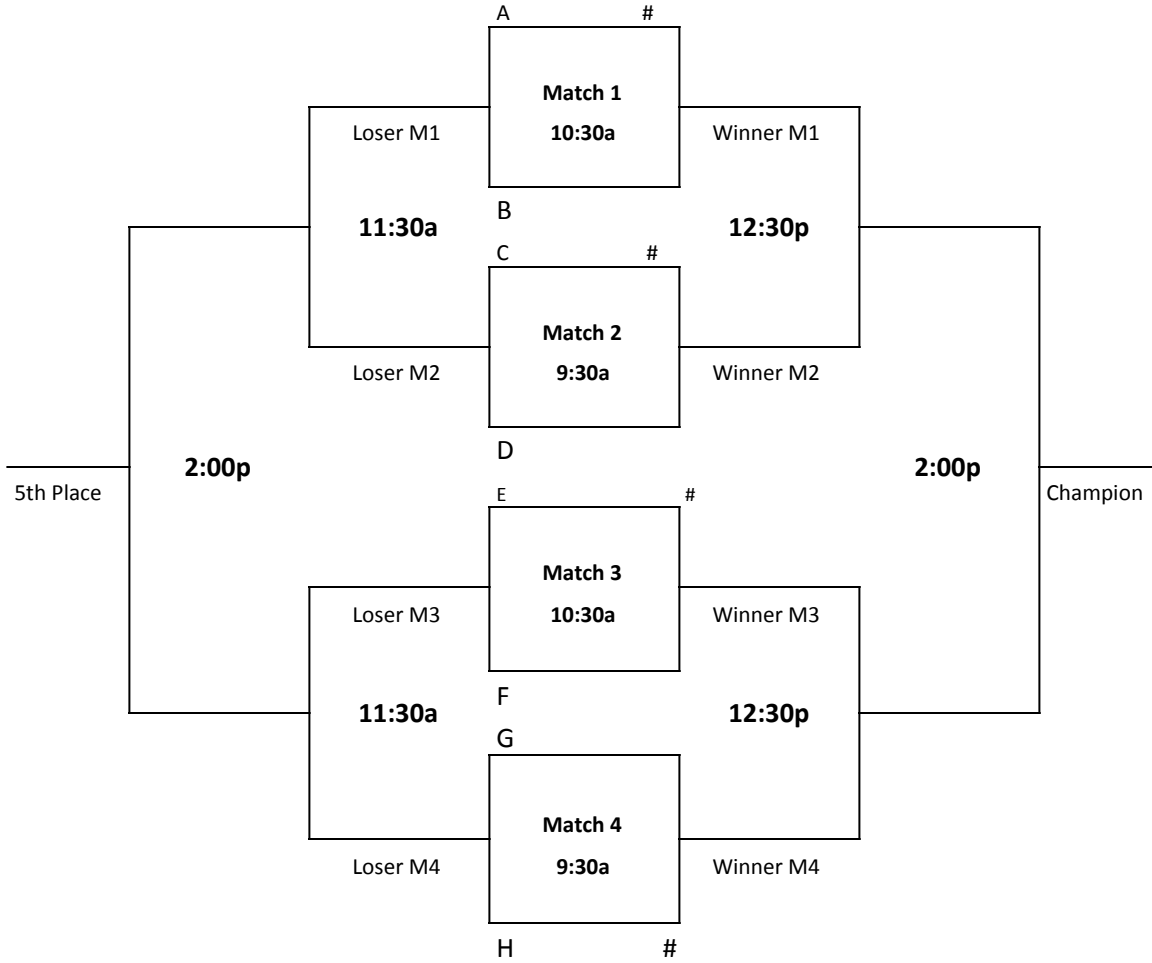 A #
Match 1
10:30a
Loser M1 Winner M1
B
11:30a 12:30p
C #
Match 2
9:30a
Loser M2 Winner M2
D
2:00p 2:00p
5th Place Champion
E #
Match 3
10:30a
Loser M3 Winner M3
F
11:30a 12:30p
G
Match 4
9:30a
Loser M4 Winner M4
H #